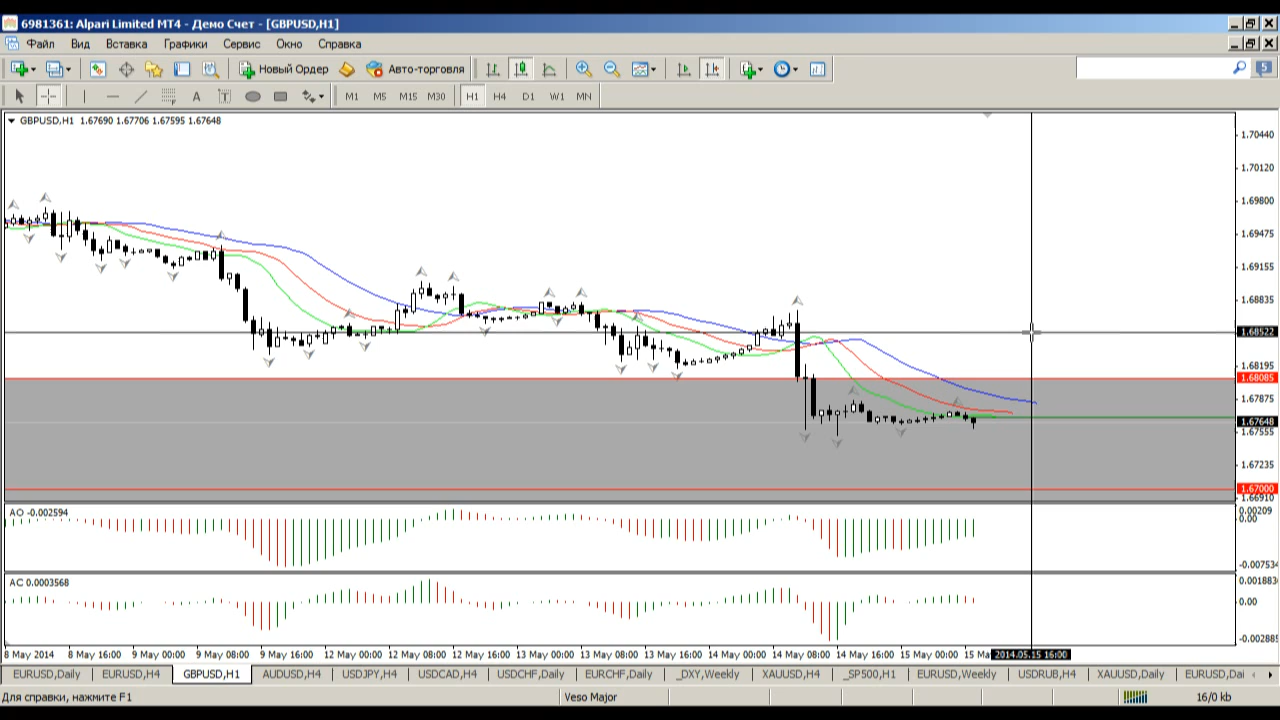 6981361: Alpari Limited MT4 - Демо Счет - [GBPUSD,H1]
Файл Вид Вставка Графики Сервис Окно Справка
Новый Ордер Авто-торговля 5
A T M1 M5 M15 M30 H1 H4 D1 W1 MN
GBPUSD,H1 1.67690 1.67706 1.67595 1.67648
1.70440
1.70120
1.69800
1.69475
1.69155
1.68835
1.68522
1.68195
1.68085
1.67875
1.67648
1.67555
1.67235
1.67000
1.66910
AO -0.002594
0.00209
0.00
-0.007534
AC 0.0003568
0.001883
0.00
-0.002885
8 May 2014 8 May 16:00 9 May 00:00 9 May 08:00 9 May 16:00 12 May 00:00 12 May 08:00 12 May 16:00 13 May 00:00 13 May 08:00 13 May 16:00 14 May 00:00 14 May 08:00 14 May 16:00 15 May 00:00 15 Ma 2014.05.15 16:00
EURUSD,Daily EURUSD,H4 GBPUSD,H1 AUDUSD,H4 USDJPY,H4 USDCAD,H4 USDCHF,Daily EURCHF,Daily _DXY,Weekly XAUUSD,H4 _SP500,H1 EURUSD,Weekly USDRUB,H4 XAUUSD,Daily EURUSD,Dai
Для справки, нажмите F1 Veso Major 16/0 kb